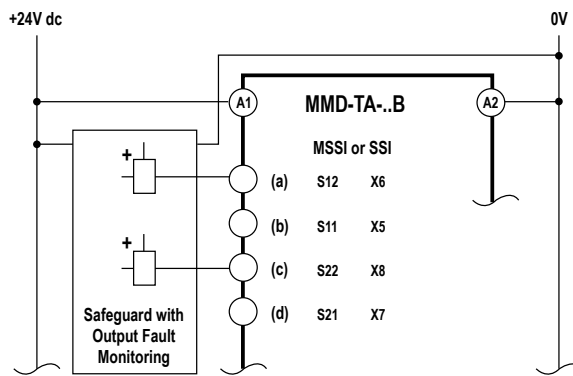 +24V dc
0V
A1
MMD-TA-..B
A2
MSSI or SSI
+
(a) S12 X6
(b) S11 X5
+
(c) S22 X8
(d) S21 X7
Safeguard with
Output Fault
Monitoring